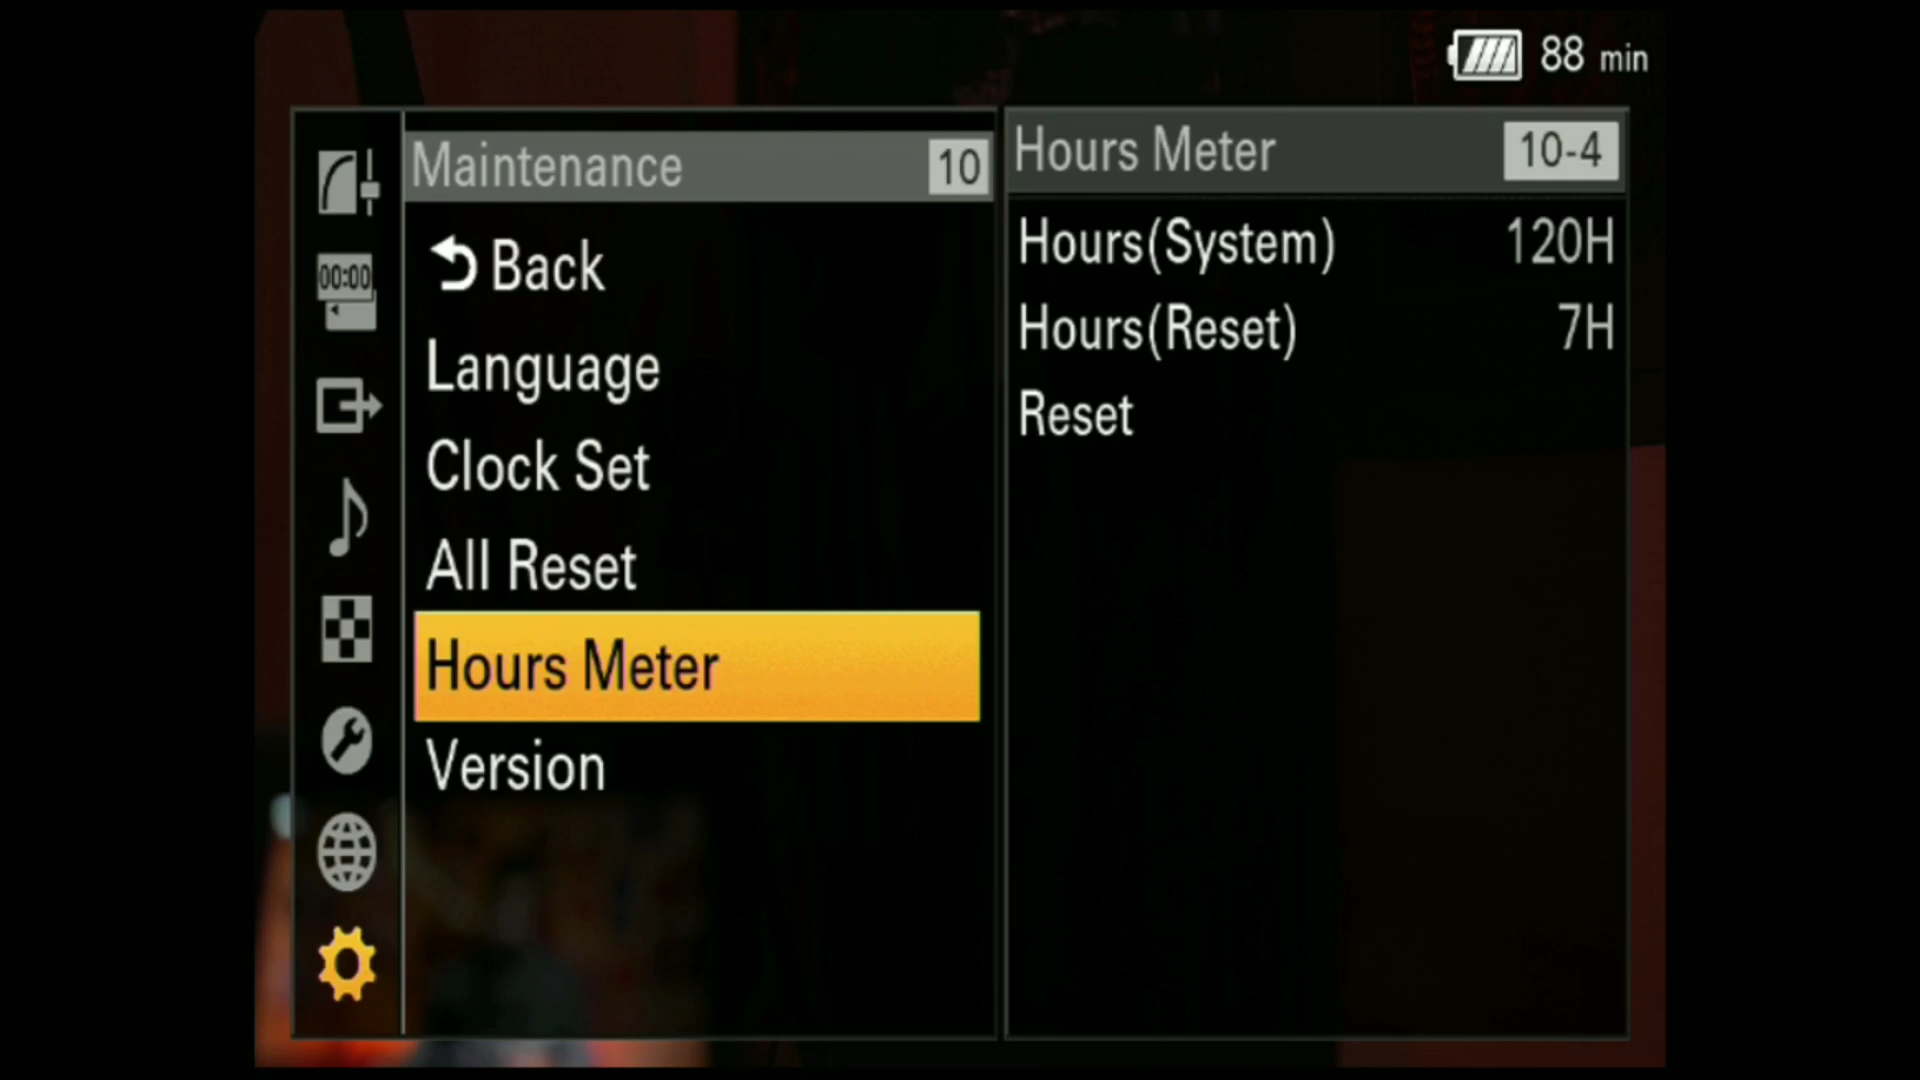 88 min
Maintenance 10
Back
Language
Clock Set
All Reset
Hours Meter
Version
Hours Meter 10-4
Hours(System) 120H
Hours(Reset) 7H
Reset
00:00